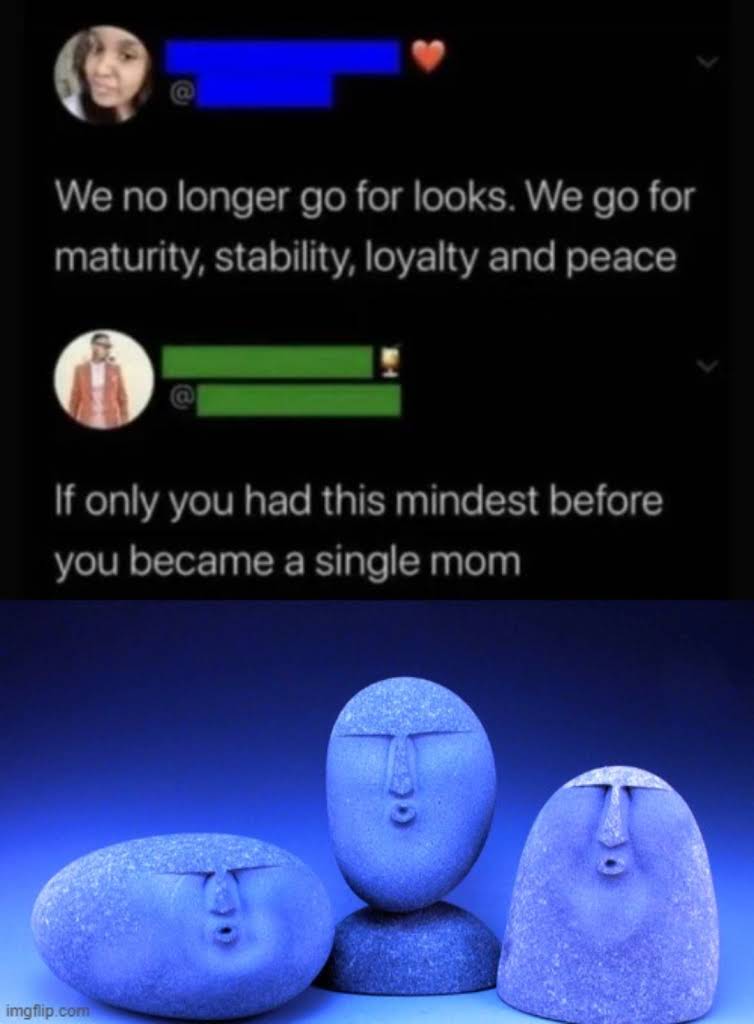 @
We no longer go for looks. We go for
maturity, stability, loyalty and peace
@
If only you had this mindest before
you became a single mom
imgflip.com